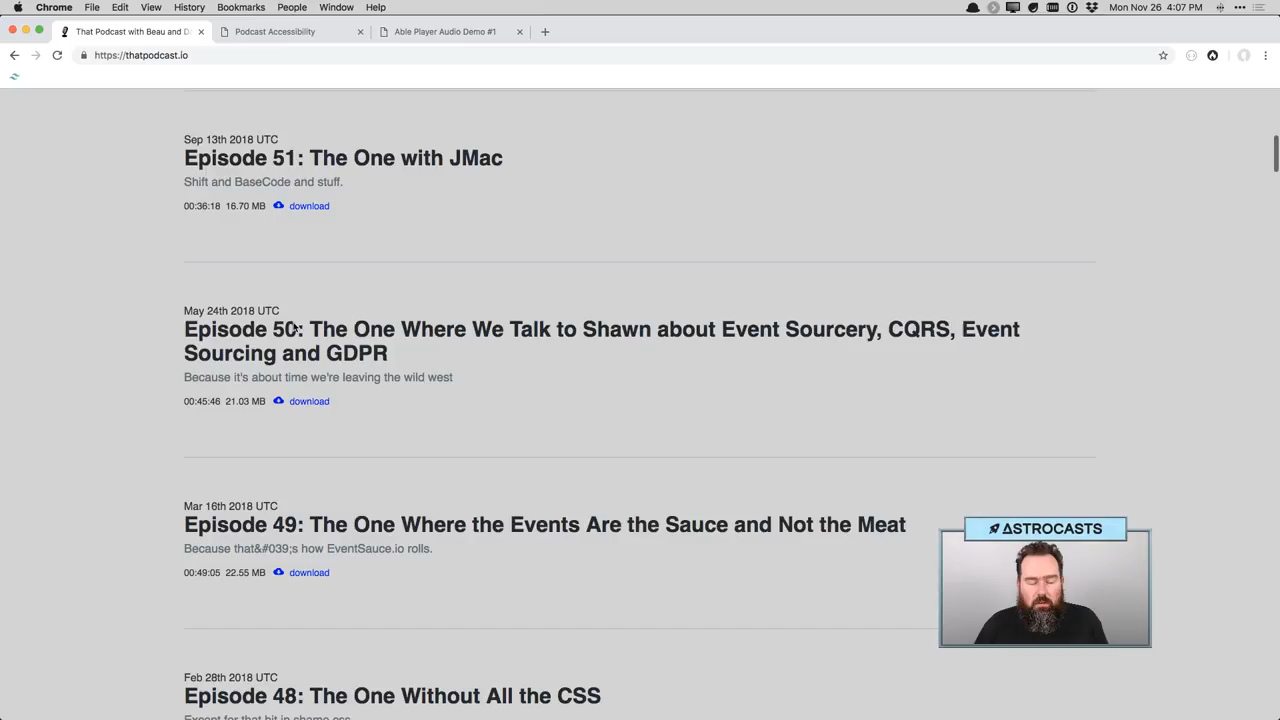 Chrome File Edit View History Bookmarks People Window Help Mon Nov 26 4:07 PM
That Podcast with Beau and D
Podcast Accessibility
Able Player Audio Demo #1
https://thatpodcast.io
Sep 13th 2018 UTC
Episode 51: The One with JMac
Shift and BaseCode and stuff.
00:36:18 16.70 MB download
May 24th 2018 UTC
Episode 50: The One Where We Talk to Shawn about Event Sourcery, CQRS, Event
Sourcing and GDPR
Because it's about time we're leaving the wild west
00:45:46 21.03 MB download
Mar 16th 2018 UTC
Episode 49: The One Where the Events Are the Sauce and Not the Meat
Because that&#039;s how EventSauce.io rolls.
00:49:05 22.55 MB download
ASTROCASTS
Feb 28th 2018 UTC
Episode 48: The One Without All the CSS
Except for that bit in shame.css